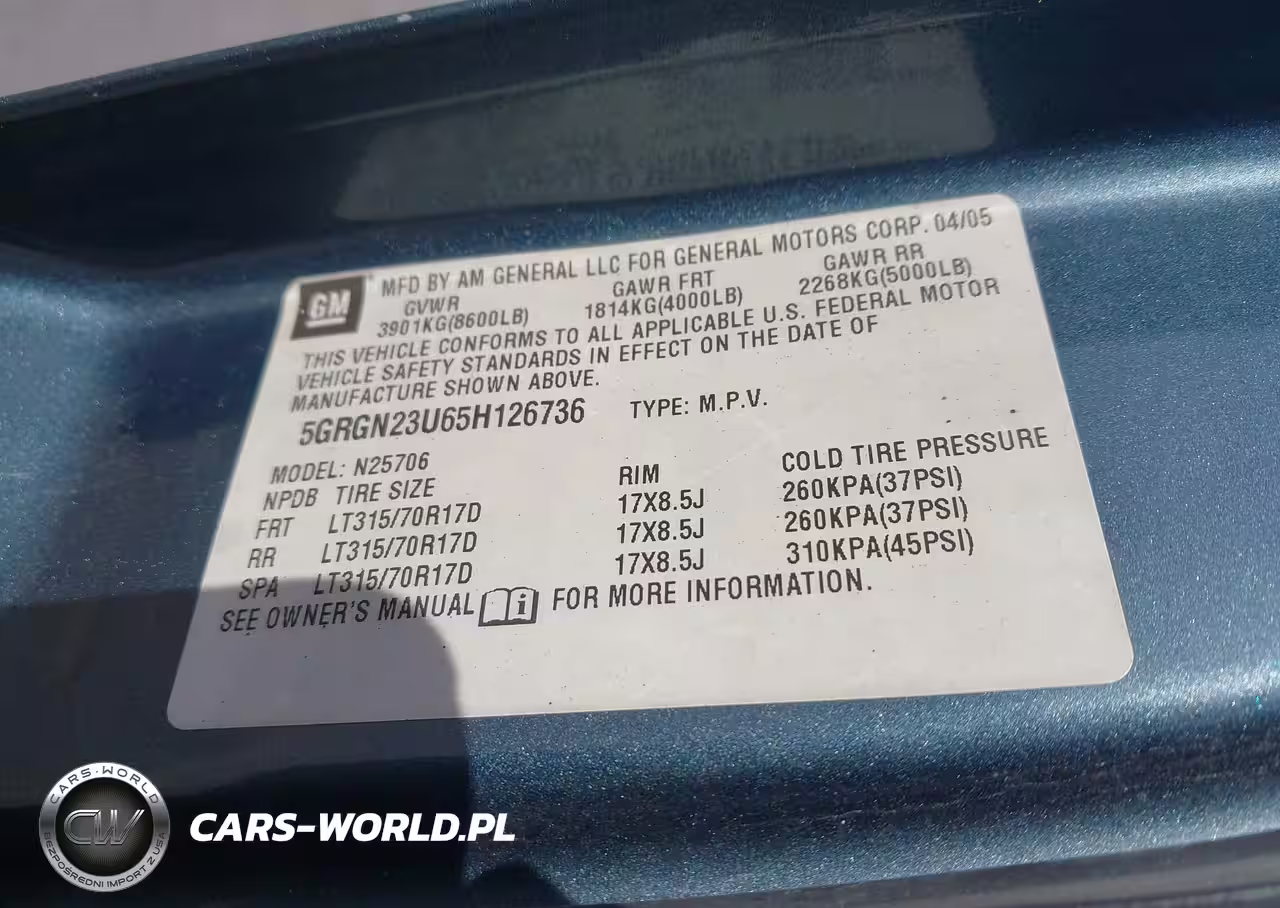 GM
MFD BY AM GENERAL LLC FOR GENERAL MOTORS CORP. 04/05
GVWR GAWR FRT GAWR RR
3901KG(8600LB) 1814KG(4000LB) 2268KG(5000LB)
THIS VEHICLE CONFORMS TO ALL APPLICABLE U.S. FEDERAL MOTOR
VEHICLE SAFETY STANDARDS IN EFFECT ON THE DATE OF
MANUFACTURE SHOWN ABOVE.
5GRGN23U65H126736 TYPE: M.P.V.
MODEL: N25706
NPDB TIRE SIZE RIM COLD TIRE PRESSURE
FRT LT315/70R17D 17X8.5J 260KPA(37PSI)
RR LT315/70R17D 17X8.5J 260KPA(37PSI)
SPA LT315/70R17D 17X8.5J 310KPA(45PSI)
SEE OWNER'S MANUAL i FOR MORE INFORMATION.
CARS-WORLD
CW
BEZPOŚREDNI IMPORT Z USA
CARS-WORLD.PL